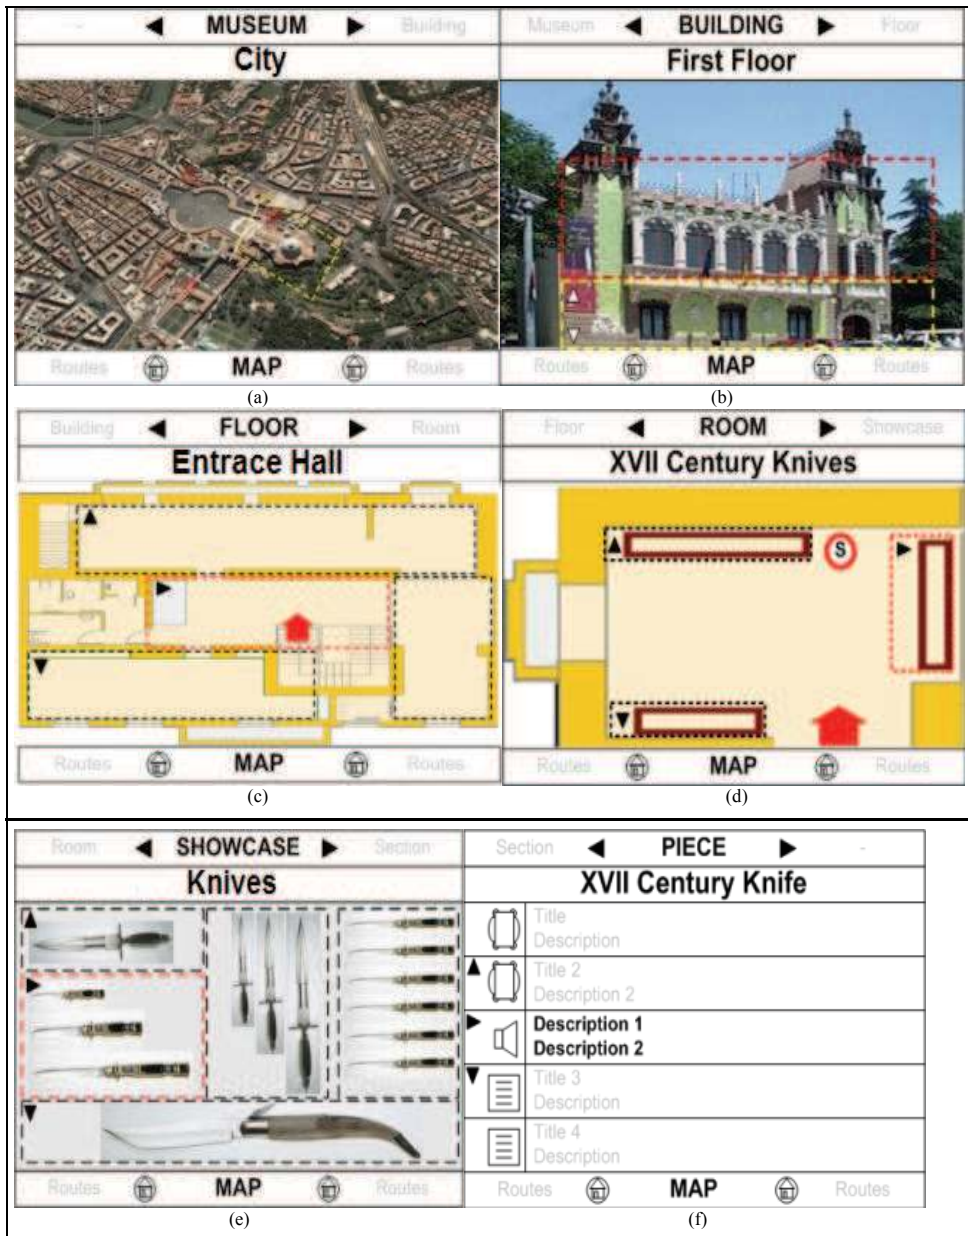 - MUSEUM Building Museum BUILDING Floor
City First Floor
Routes MAP Routes Routes MAP Routes
(a) (b)
Building FLOOR Room Floor ROOM Showcase
Entrace Hall XVII Century Knives
S
Routes MAP Routes Routes MAP Routes
(c) (d)
Room SHOWCASE Section Section PIECE -
Knives XVII Century Knife
Title
Description
Title 2
Description 2
Description 1
Description 2
Title 3
Description
Title 4
Description
Routes MAP Routes Routes MAP Routes
(e) (f)